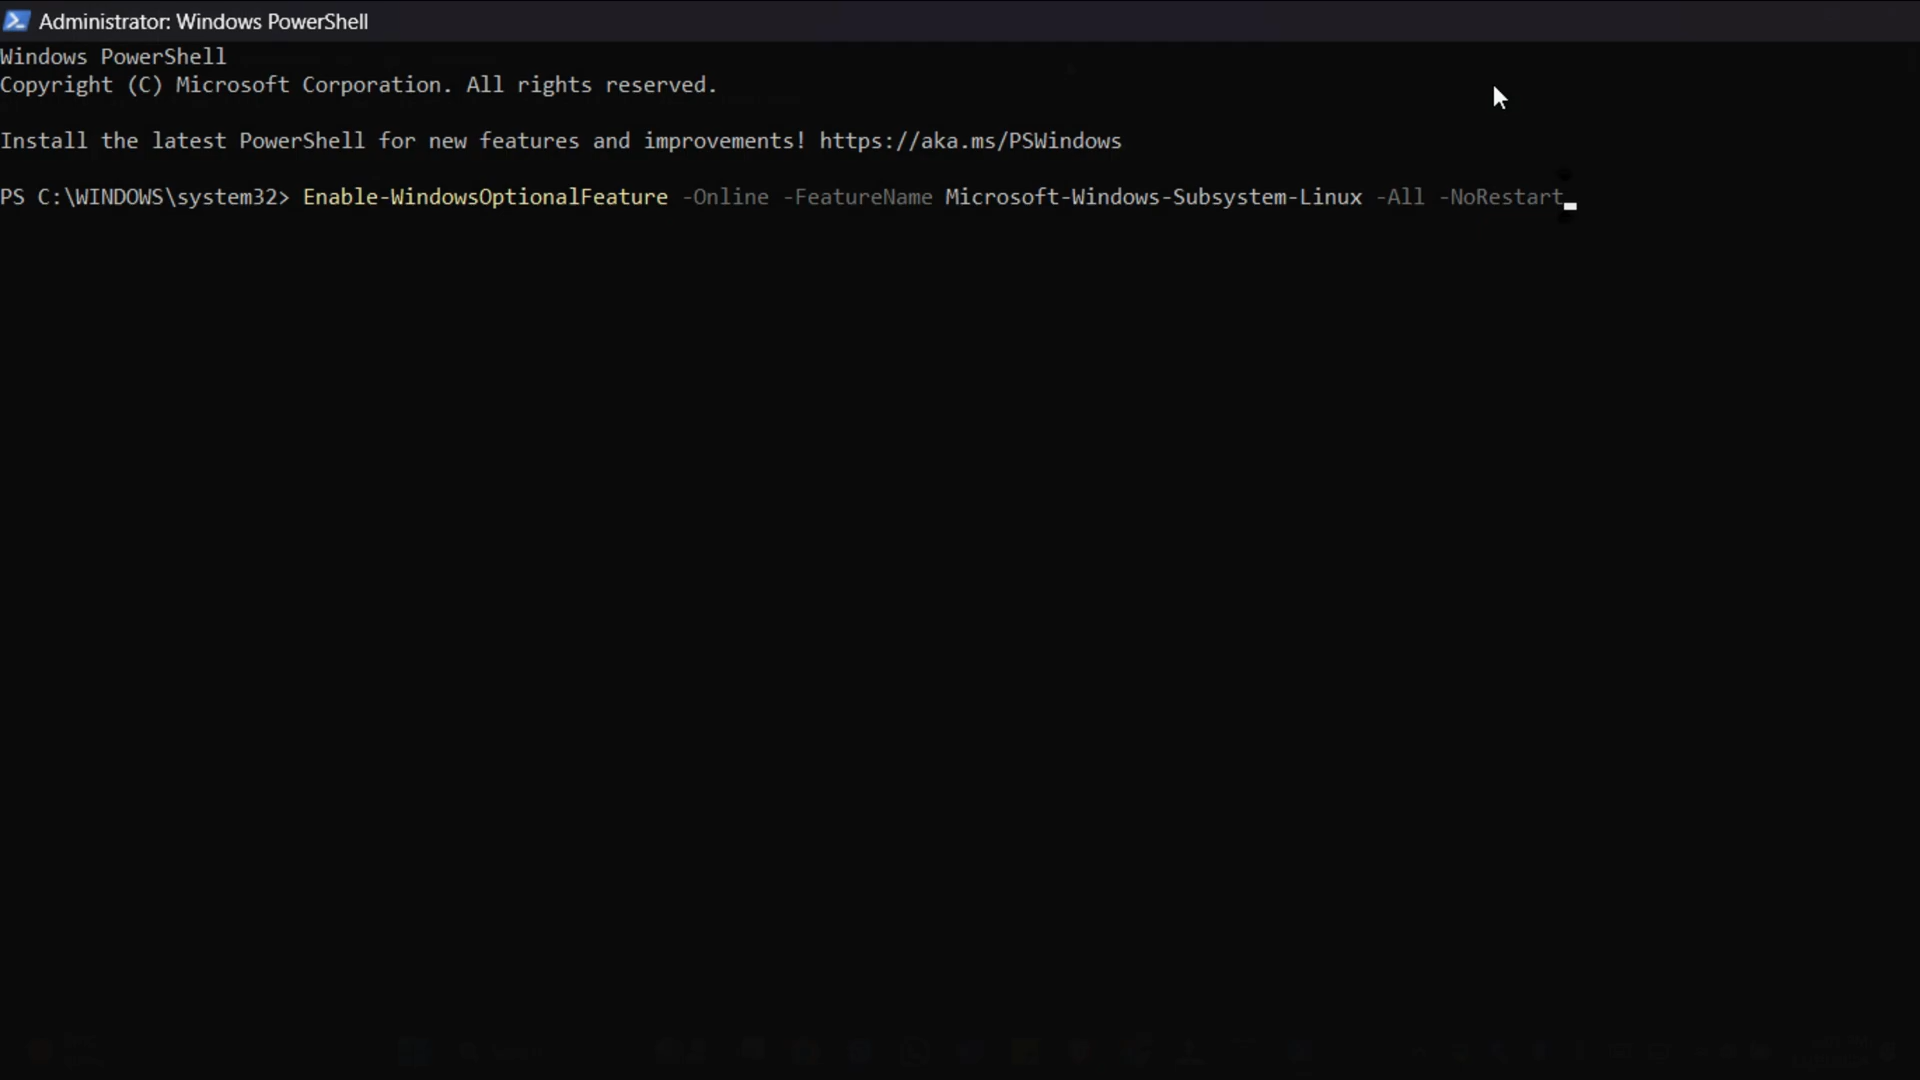 Administrator: Windows PowerShell
Windows PowerShell
Copyright (C) Microsoft Corporation. All rights reserved.
Install the latest PowerShell for new features and improvements! https://aka.ms/PSWindows
PS C:\WINDOWS\system32> Enable-WindowsOptionalFeature -Online -FeatureName Microsoft-Windows-Subsystem-Linux -All -NoRestart